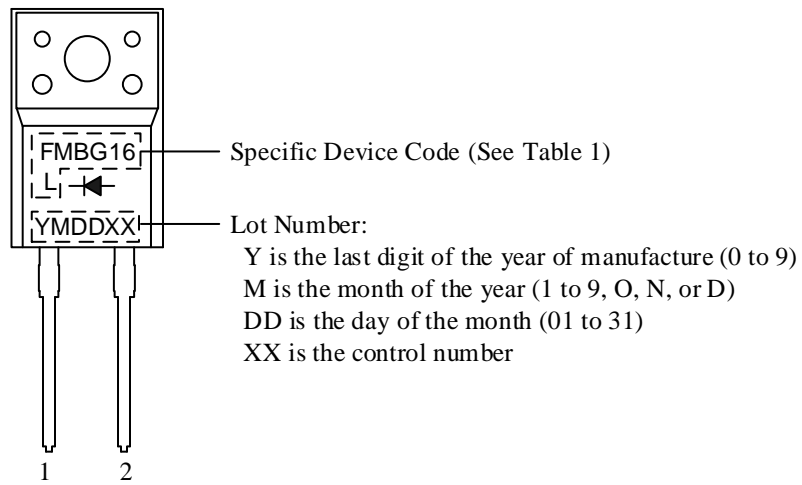 FMBG16
L
Specific Device Code (See Table 1)
YMDDXX
Lot Number:
Y is the last digit of the year of manufacture (0 to 9)
M is the month of the year (1 to 9, O, N, or D)
DD is the day of the month (01 to 31)
XX is the control number
1 2